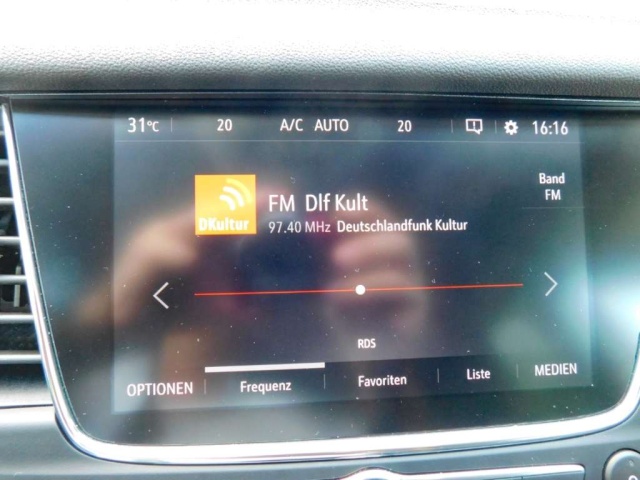 31°C 20 A/C AUTO 20 16:16
Band
FM
DKultur
FM Dlf Kult
97.40 MHz Deutschlandfunk Kultur
RDS
OPTIONEN Frequenz Favoriten Liste MEDIEN